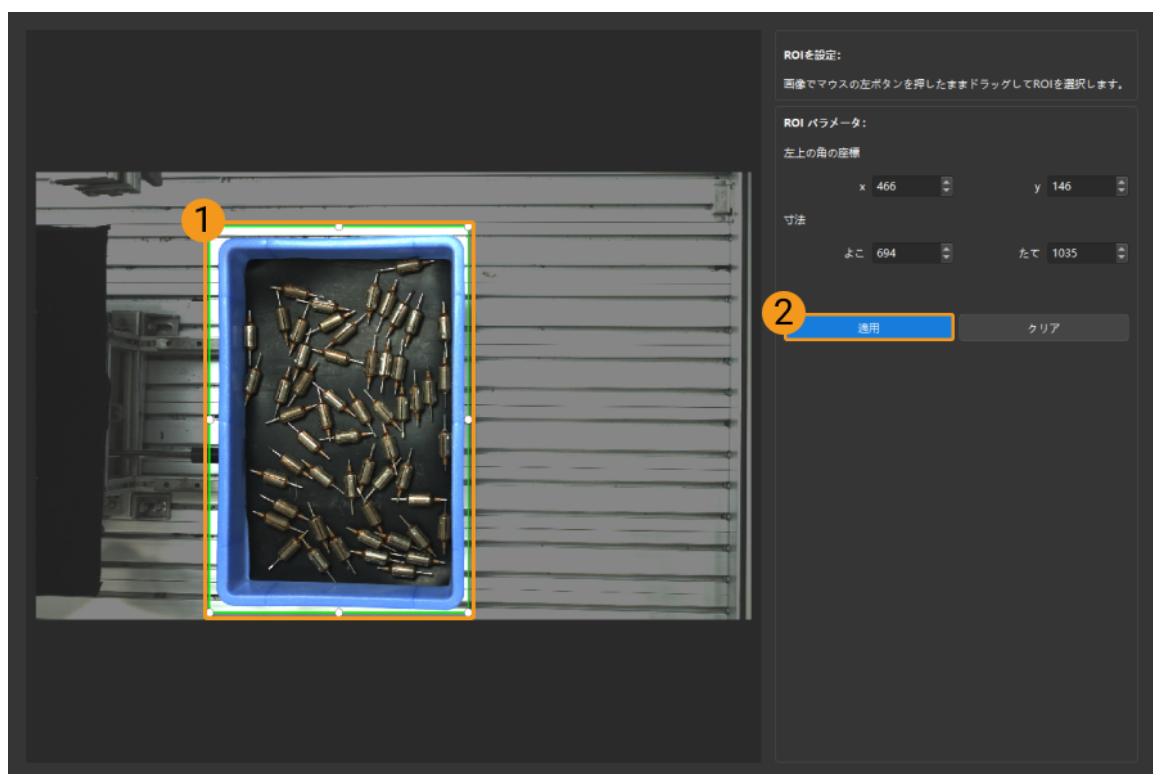 ROIを設定:
画像でマウスの左ボタンを押したままドラッグしてROIを選択します。
ROI パラメータ:
左上の角の座標
x 466 y 146
寸法
よこ 694 たて 1035
1
2
適用 クリア